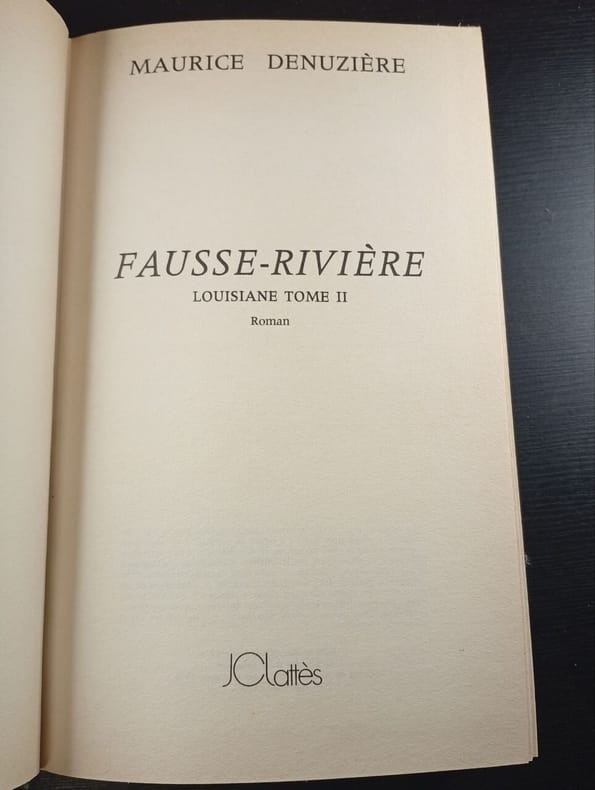 MAURICE DENUZIÈRE
FAUSSE-RIVIÈRE
LOUISIANE TOME II
Roman
JClattès